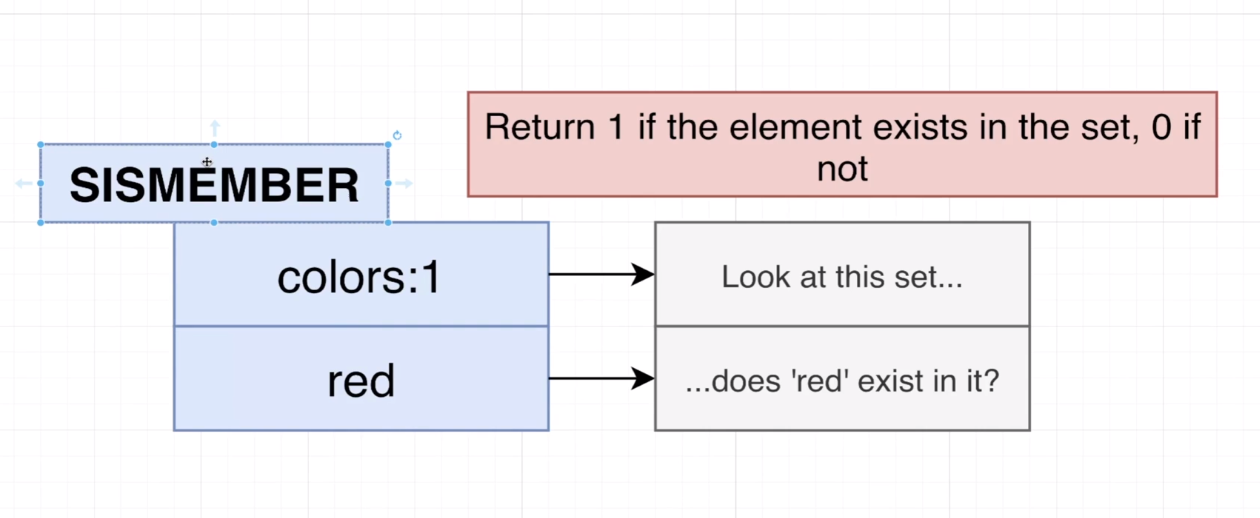 Return 1 if the element exists in the set, 0 if
not
SISMEMBER
colors:1
Look at this set...
red
...does 'red' exist in it?